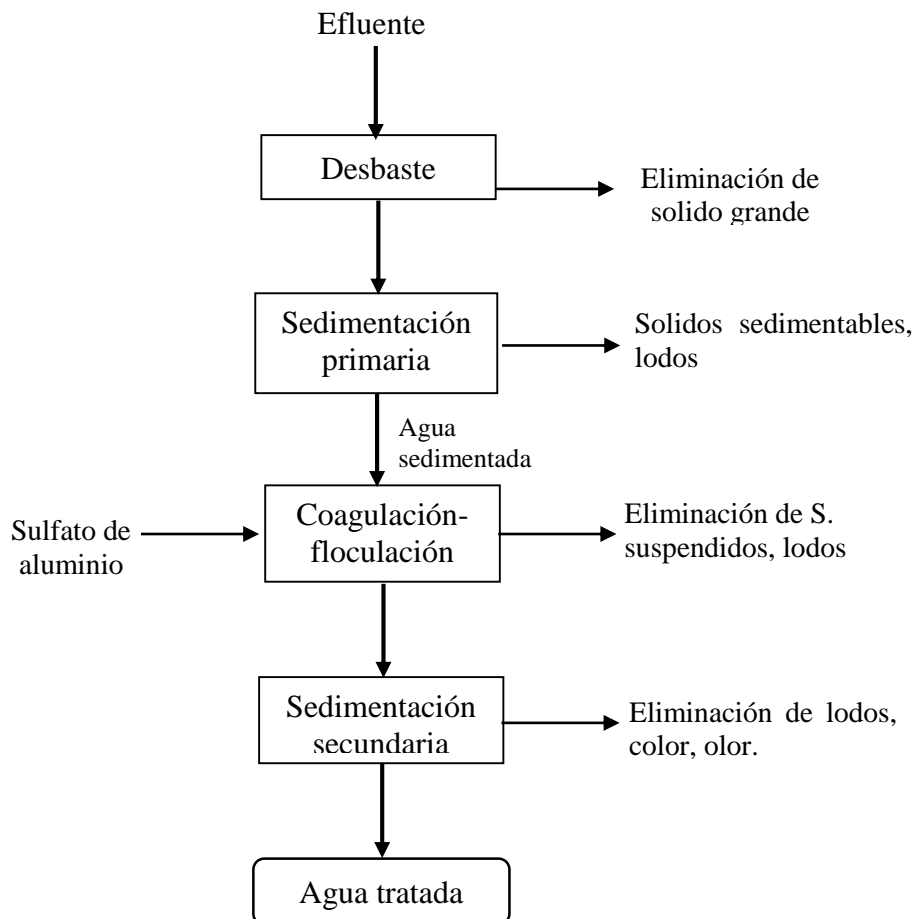 Efluente
Desbaste
Eliminación de
solido grande
Sedimentación
primaria
Solidos sedimentables,
lodos
Agua
sedimentada
Sulfato de
aluminio
Coagulación-
floculación
Eliminación de S.
suspendidos, lodos
Sedimentación
secundaria
Eliminación de lodos,
color, olor.
Agua tratada